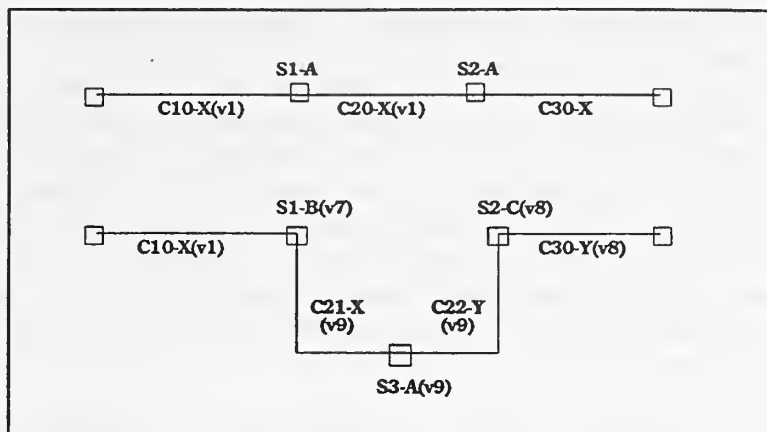 S1-A S2-A
C10-X(v1) C20-X(v1) C30-X
S1-B(v7) S2-C(v8)
C10-X(v1) C30-Y(v8)
C21-X C22-Y
(v9) (v9)
S3-A(v9)